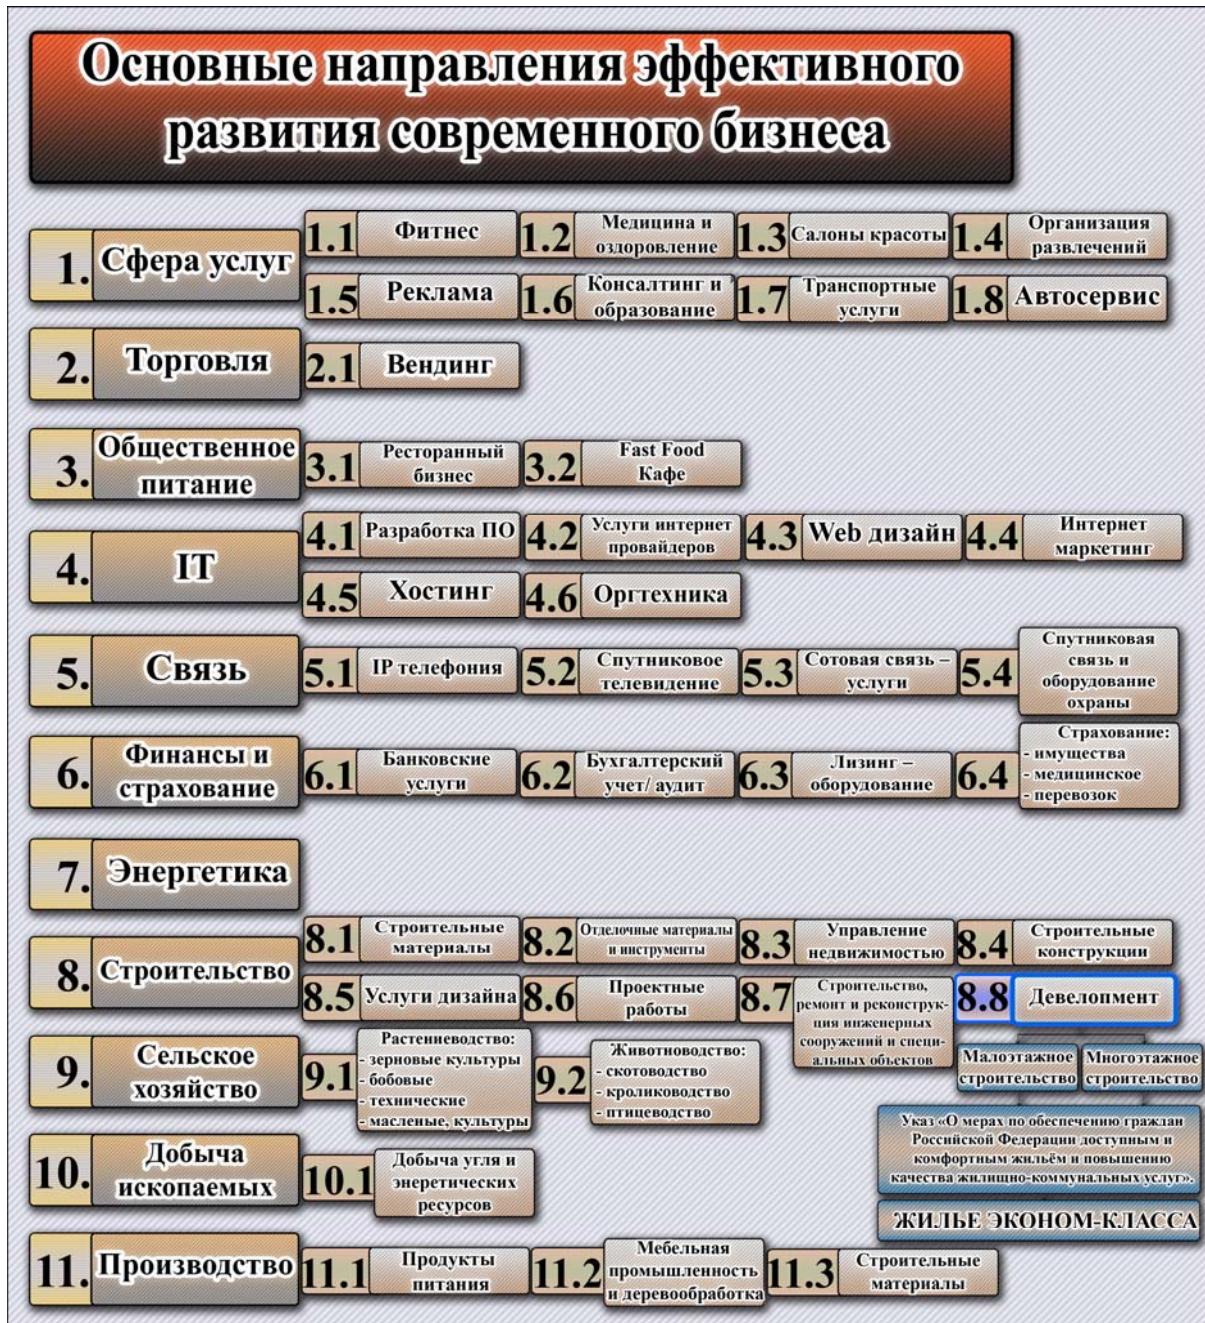 Основные направления эффективного
развития современного бизнеса
1. Сфера услуг
1.1 Фитнес
1.2 Медицина и
оздоровление
1.3 Салоны красоты
1.4 Организация
развлечений
1.5 Реклама
1.6 Консалтинг и
образование
1.7 Транспортные
услуги
1.8 Автосервис
2. Торговля
2.1 Вендинг
3. Общественное
питание
3.1 Ресторанный
бизнес
3.2 Fast Food
Кафе
4. IT
4.1 Разработка ПО
4.2 Услуги интернет
провайдеров
4.3 Web дизайн
4.4 Интернет
маркетинг
4.5 Хостинг
4.6 Оргтехника
5. Связь
5.1 IP телефония
5.2 Спутниковое
телевидение
5.3 Сотовая связь –
услуги
5.4 Спутниковая
связь и
оборудование
охраны
6. Финансы и
страхование
6.1 Банковские
услуги
6.2 Бухгалтерский
учет/ аудит
6.3 Лизинг –
оборудование
6.4 Страхование:
- имущества
- медицинское
- перевозок
7. Энергетика
8. Строительство
8.1 Строительные
материалы
8.2 Отделочные материалы
и инструменты
8.3 Управление
недвижимостью
8.4 Строительные
конструкции
8.5 Услуги дизайна
8.6 Проектные
работы
8.7 Строительство,
ремонт и реконструк-
ция инженерных
сооружений и специ-
альных объектов
8.8 Девелопмент
Малоэтажное
строительство
Многоэтажное
строительство
Указ «О мерах по обеспечению граждан
Российской Федерации доступным и
комфортным жильём и повышению
качества жилищно-коммунальных услуг».
ЖИЛЬЕ ЭКОНОМ-КЛАССА
9. Сельское
хозяйство
9.1 Растениеводство:
- зерновые культуры
- бобовые
- технические
- масленые, культуры
9.2 Животноводство:
- скотоводство
- кролиководство
- птицеводство
10. Добыча
ископаемых
10.1 Добыча угля и
энеретических
ресурсов
11. Производство
11.1 Продукты
питания
11.2 Мебельная
промышленность
и деревообработка
11.3 Строительные
материалы